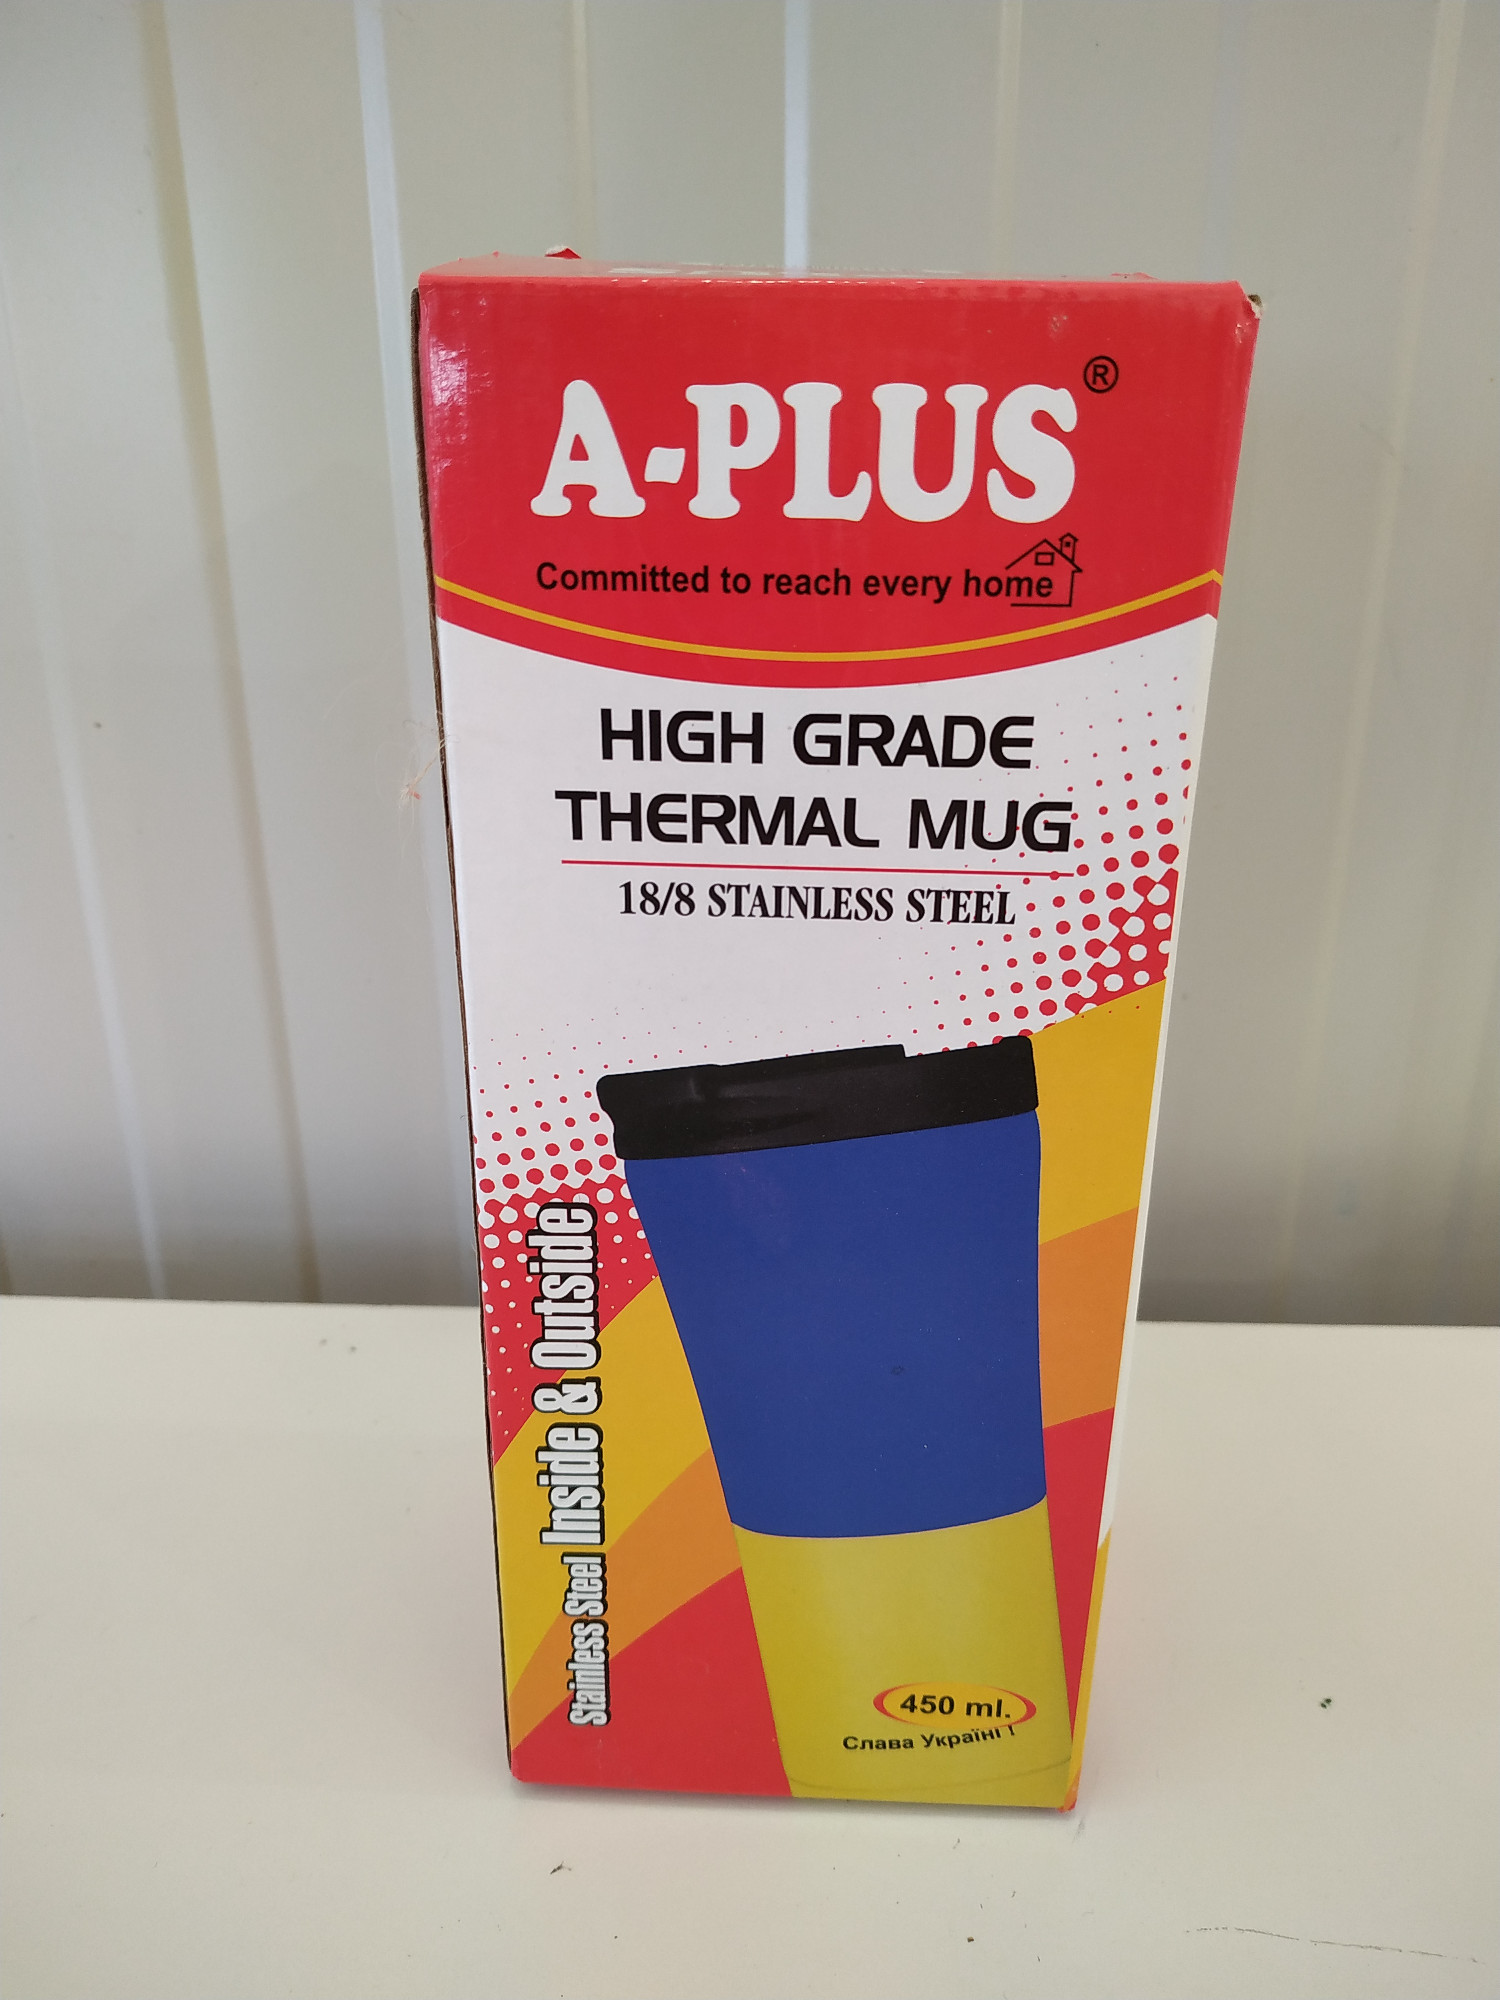 A-PLUS®
Committed to reach every home
HIGH GRADE
THERMAL MUG
18/8 STAINLESS STEEL
Stainless Steel Inside & Outside
450 ml.
Слава Україні !